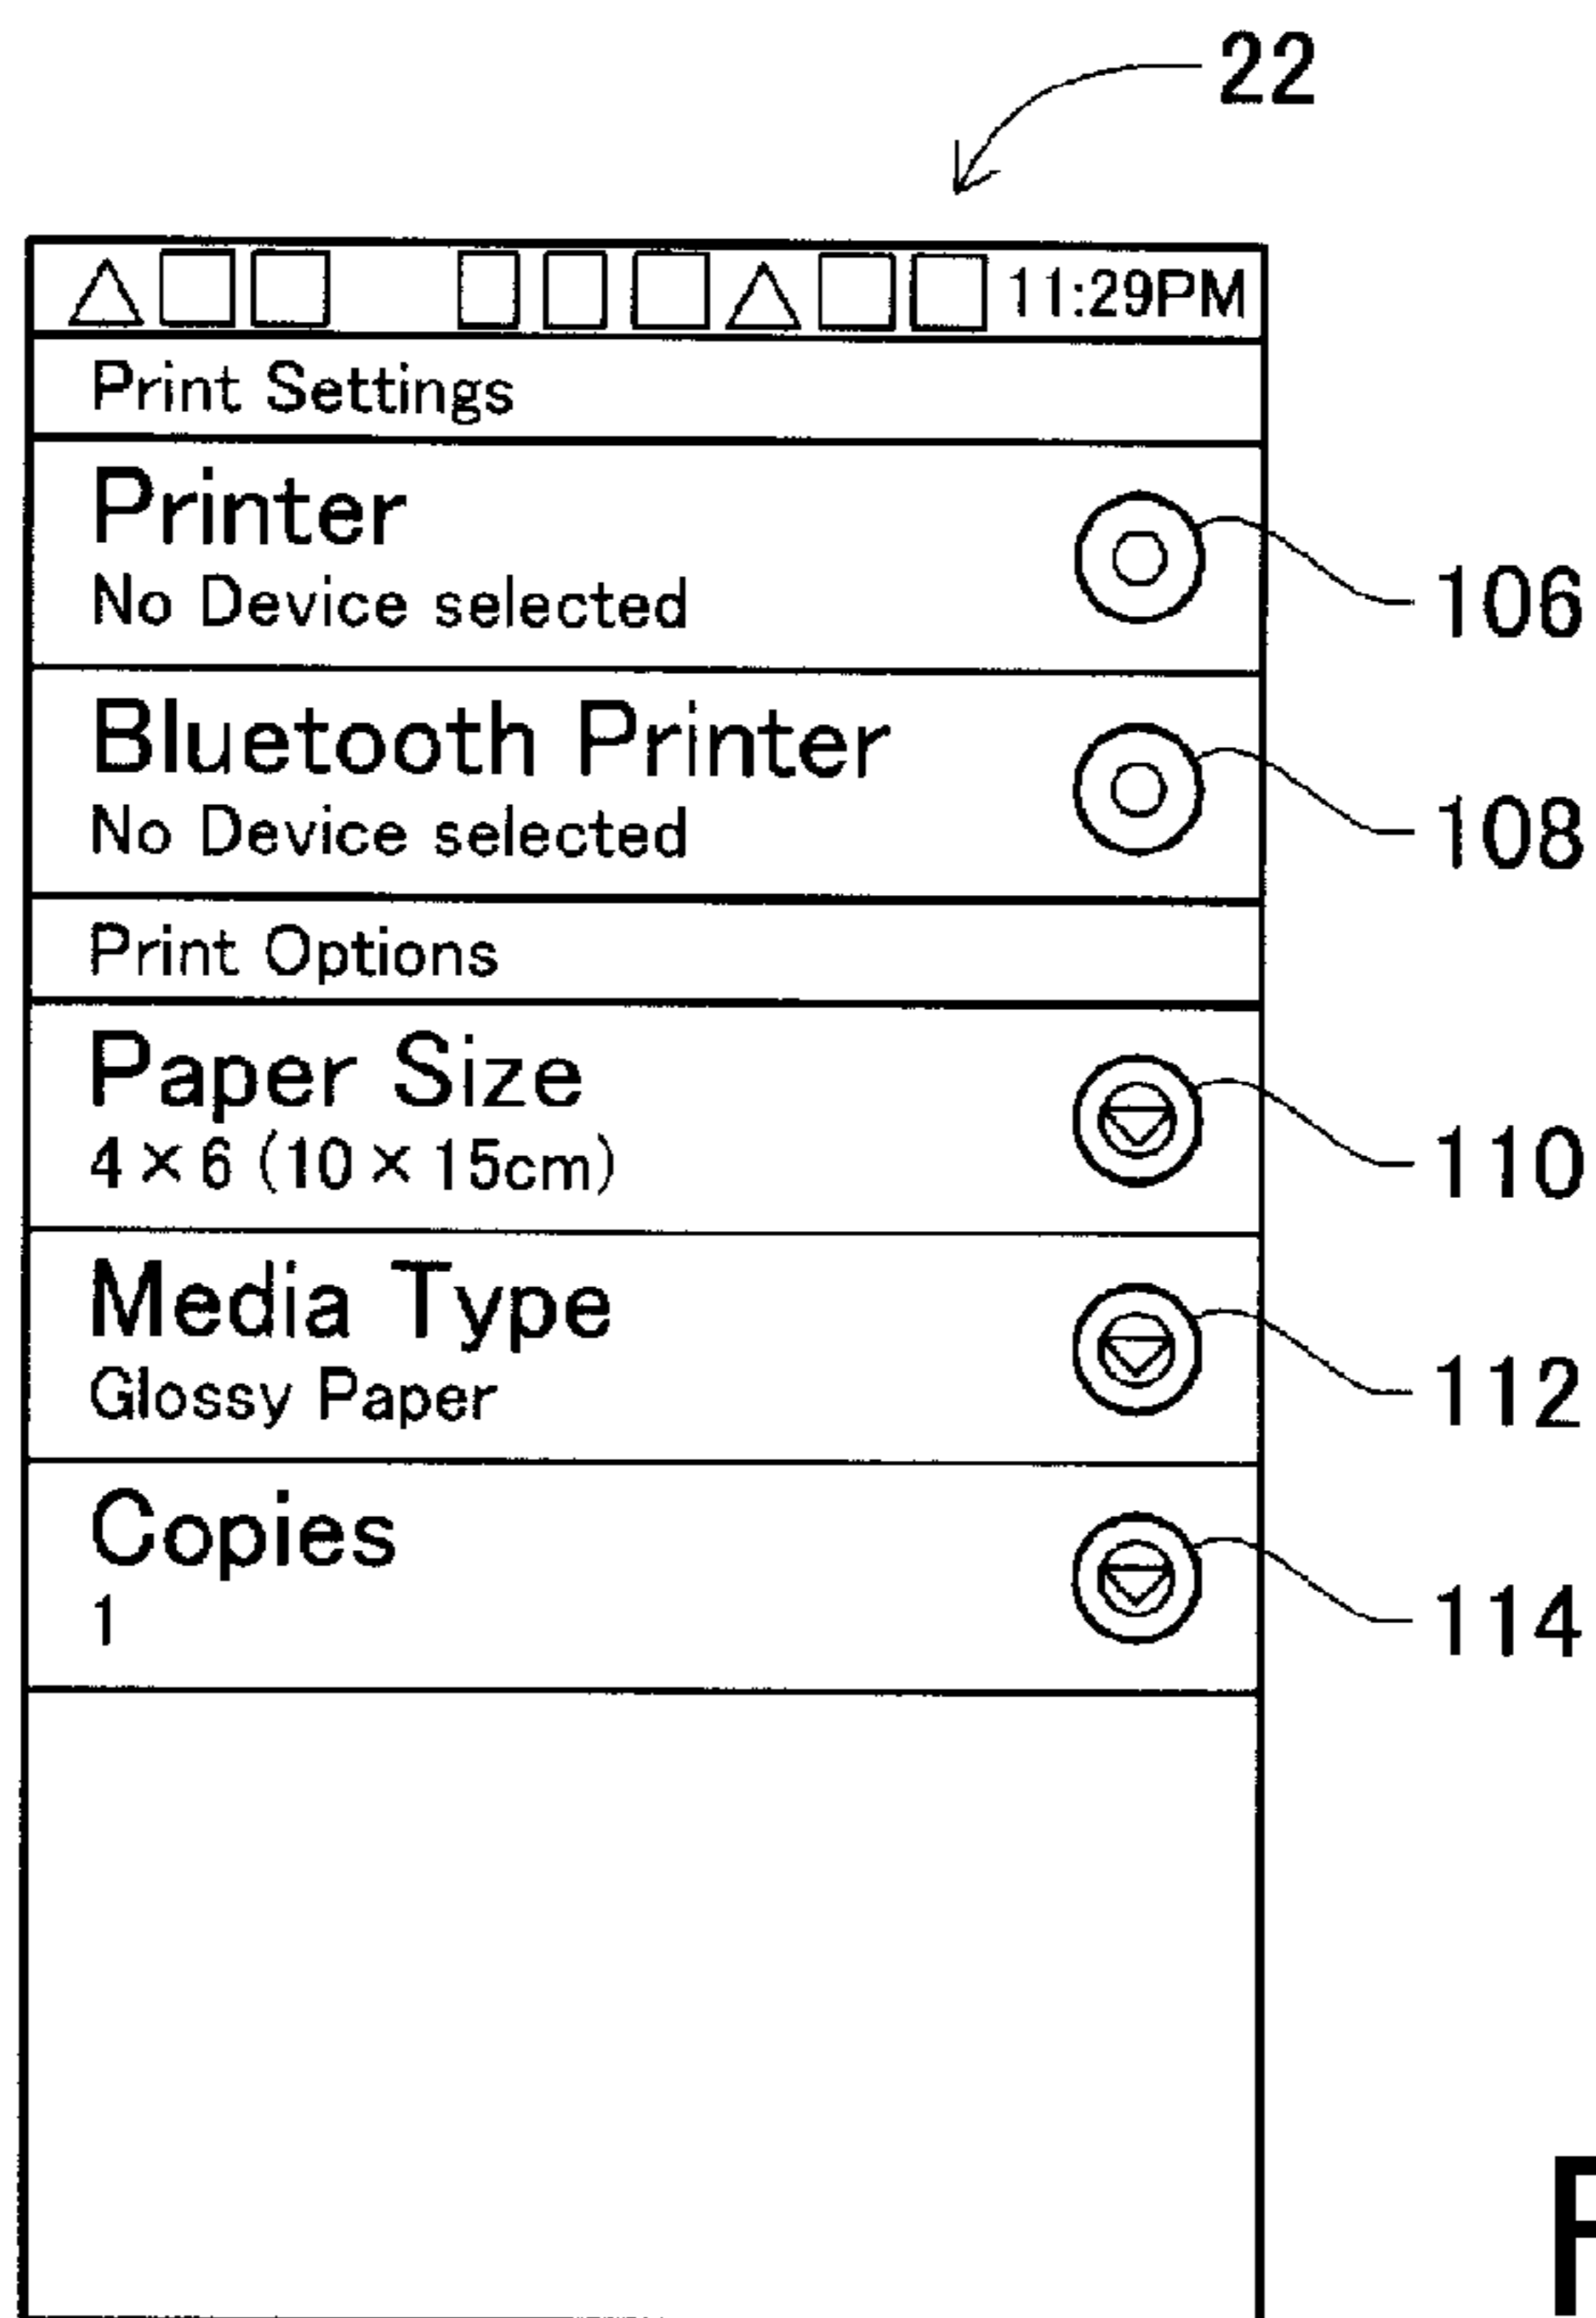 22
11:29PM
Print Settings
Printer
No Device selected
106
Bluetooth Printer
No Device selected
108
Print Options
Paper Size
4×6(10×15cm)
110
Media Type
Glossy Paper
112
Copies
1
114